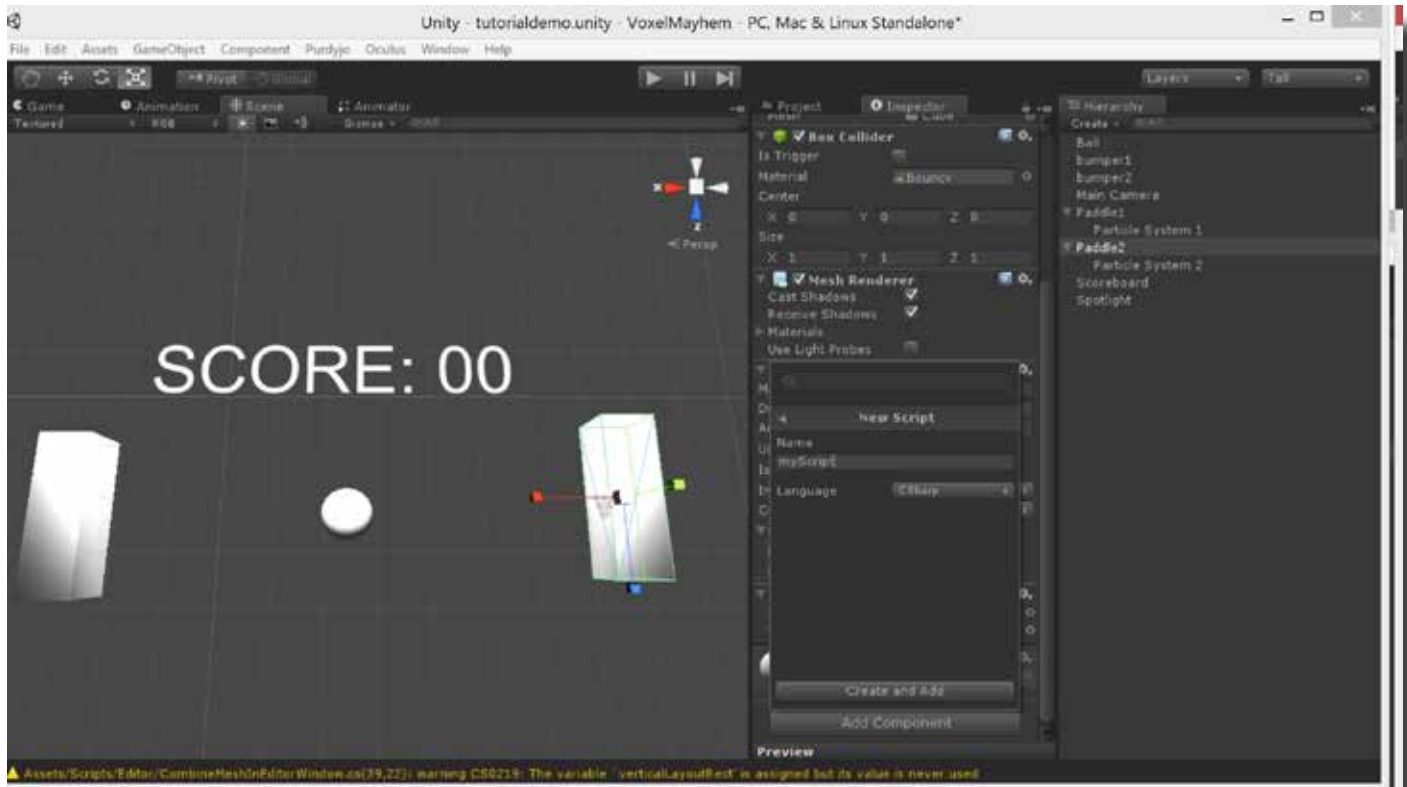 Unity - tutorialdemo.unity - VoxelMayhem - PC, Mac & Linux Standalone*
File Edit Assets GameObject Component Purdyjo Oculus Window Help
Pivot Global
Layers
Tall
Game Animation Scene Animator
Textured RGB Gizmos
Project Inspector
Mesh Cube
Box Collider
Is Trigger
Material Bouncy
Center
X 0 Y 0 Z 0
Size
X 1 Y 1 Z 1
Mesh Renderer
Cast Shadows
Receive Shadows
Materials
Use Light Probes
New Script
Name
myScript
Language CSharp
Create and Add
Add Component
Preview
Hierarchy
Create
Ball
bumper1
bumper2
Main Camera
Paddle1
Particle System 1
Paddle2
Particle System 2
Scoreboard
Spotlight
x
z
Persp
SCORE: 00
Assets/Scripts/Editor/CombineMeshInEditorWindow.cs(39,22): warning CS0219: The variable `verticalLayoutRect' is assigned but its value is never used